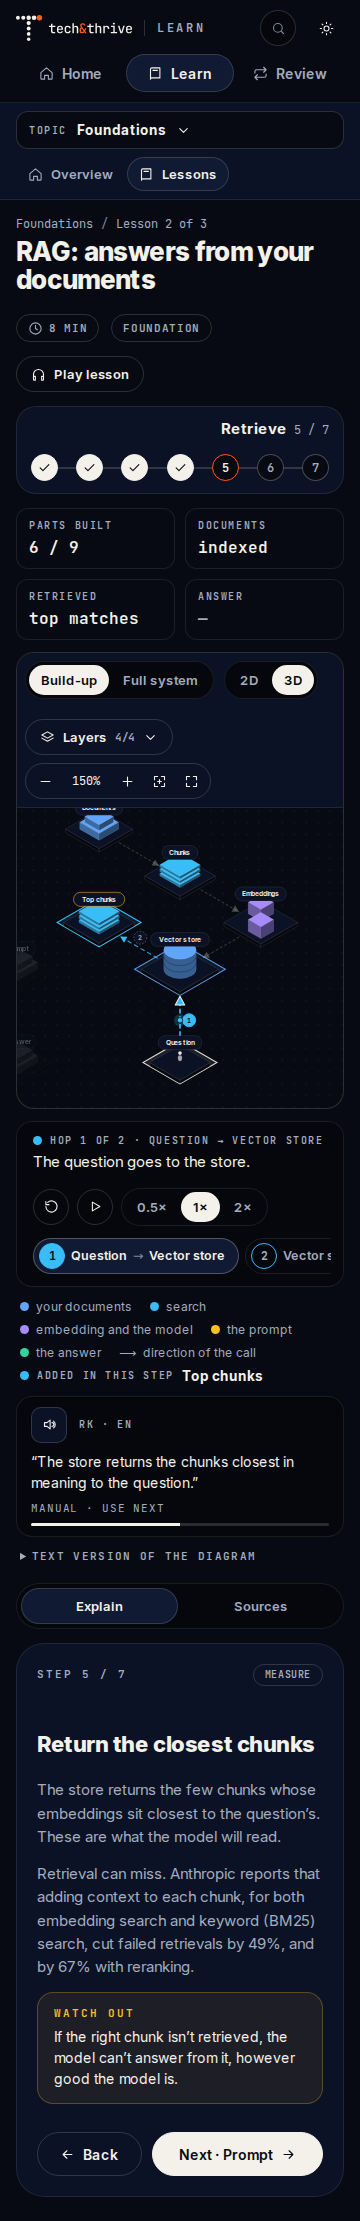 tech&thrive LEARN
Home Learn Review
TOPIC Foundations
Overview Lessons
Foundations / Lesson 2 of 3
RAG: answers from your
documents
8 MIN FOUNDATION
Play lesson
Retrieve 5 / 7
5 6 7
PARTS BUILT
6 / 9
DOCUMENTS
indexed
RETRIEVED
top matches
ANSWER
—
Build-up Full system 2D 3D
Layers 4/4
− 150% +
Documents
Chunks
Embeddings
Top chunks
2 Vector store
1
Question
HOP 1 OF 2 · QUESTION → VECTOR STORE
The question goes to the store.
0.5× 1× 2×
1 Question → Vector store 2 Vector s
your documents search
embedding and the model the prompt
the answer ⟶ direction of the call
ADDED IN THIS STEP Top chunks
RK · EN
“The store returns the chunks closest in
meaning to the question.”
MANUAL · USE NEXT
TEXT VERSION OF THE DIAGRAM
Explain Sources
STEP 5 / 7 MEASURE
Return the closest chunks
The store returns the few chunks whose
embeddings sit closest to the question’s.
These are what the model will read.
Retrieval can miss. Anthropic reports that
adding context to each chunk, for both
embedding search and keyword (BM25)
search, cut failed retrievals by 49%, and
by 67% with reranking.
WATCH OUT
If the right chunk isn’t retrieved, the
model can’t answer from it, however
good the model is.
← Back Next · Prompt →